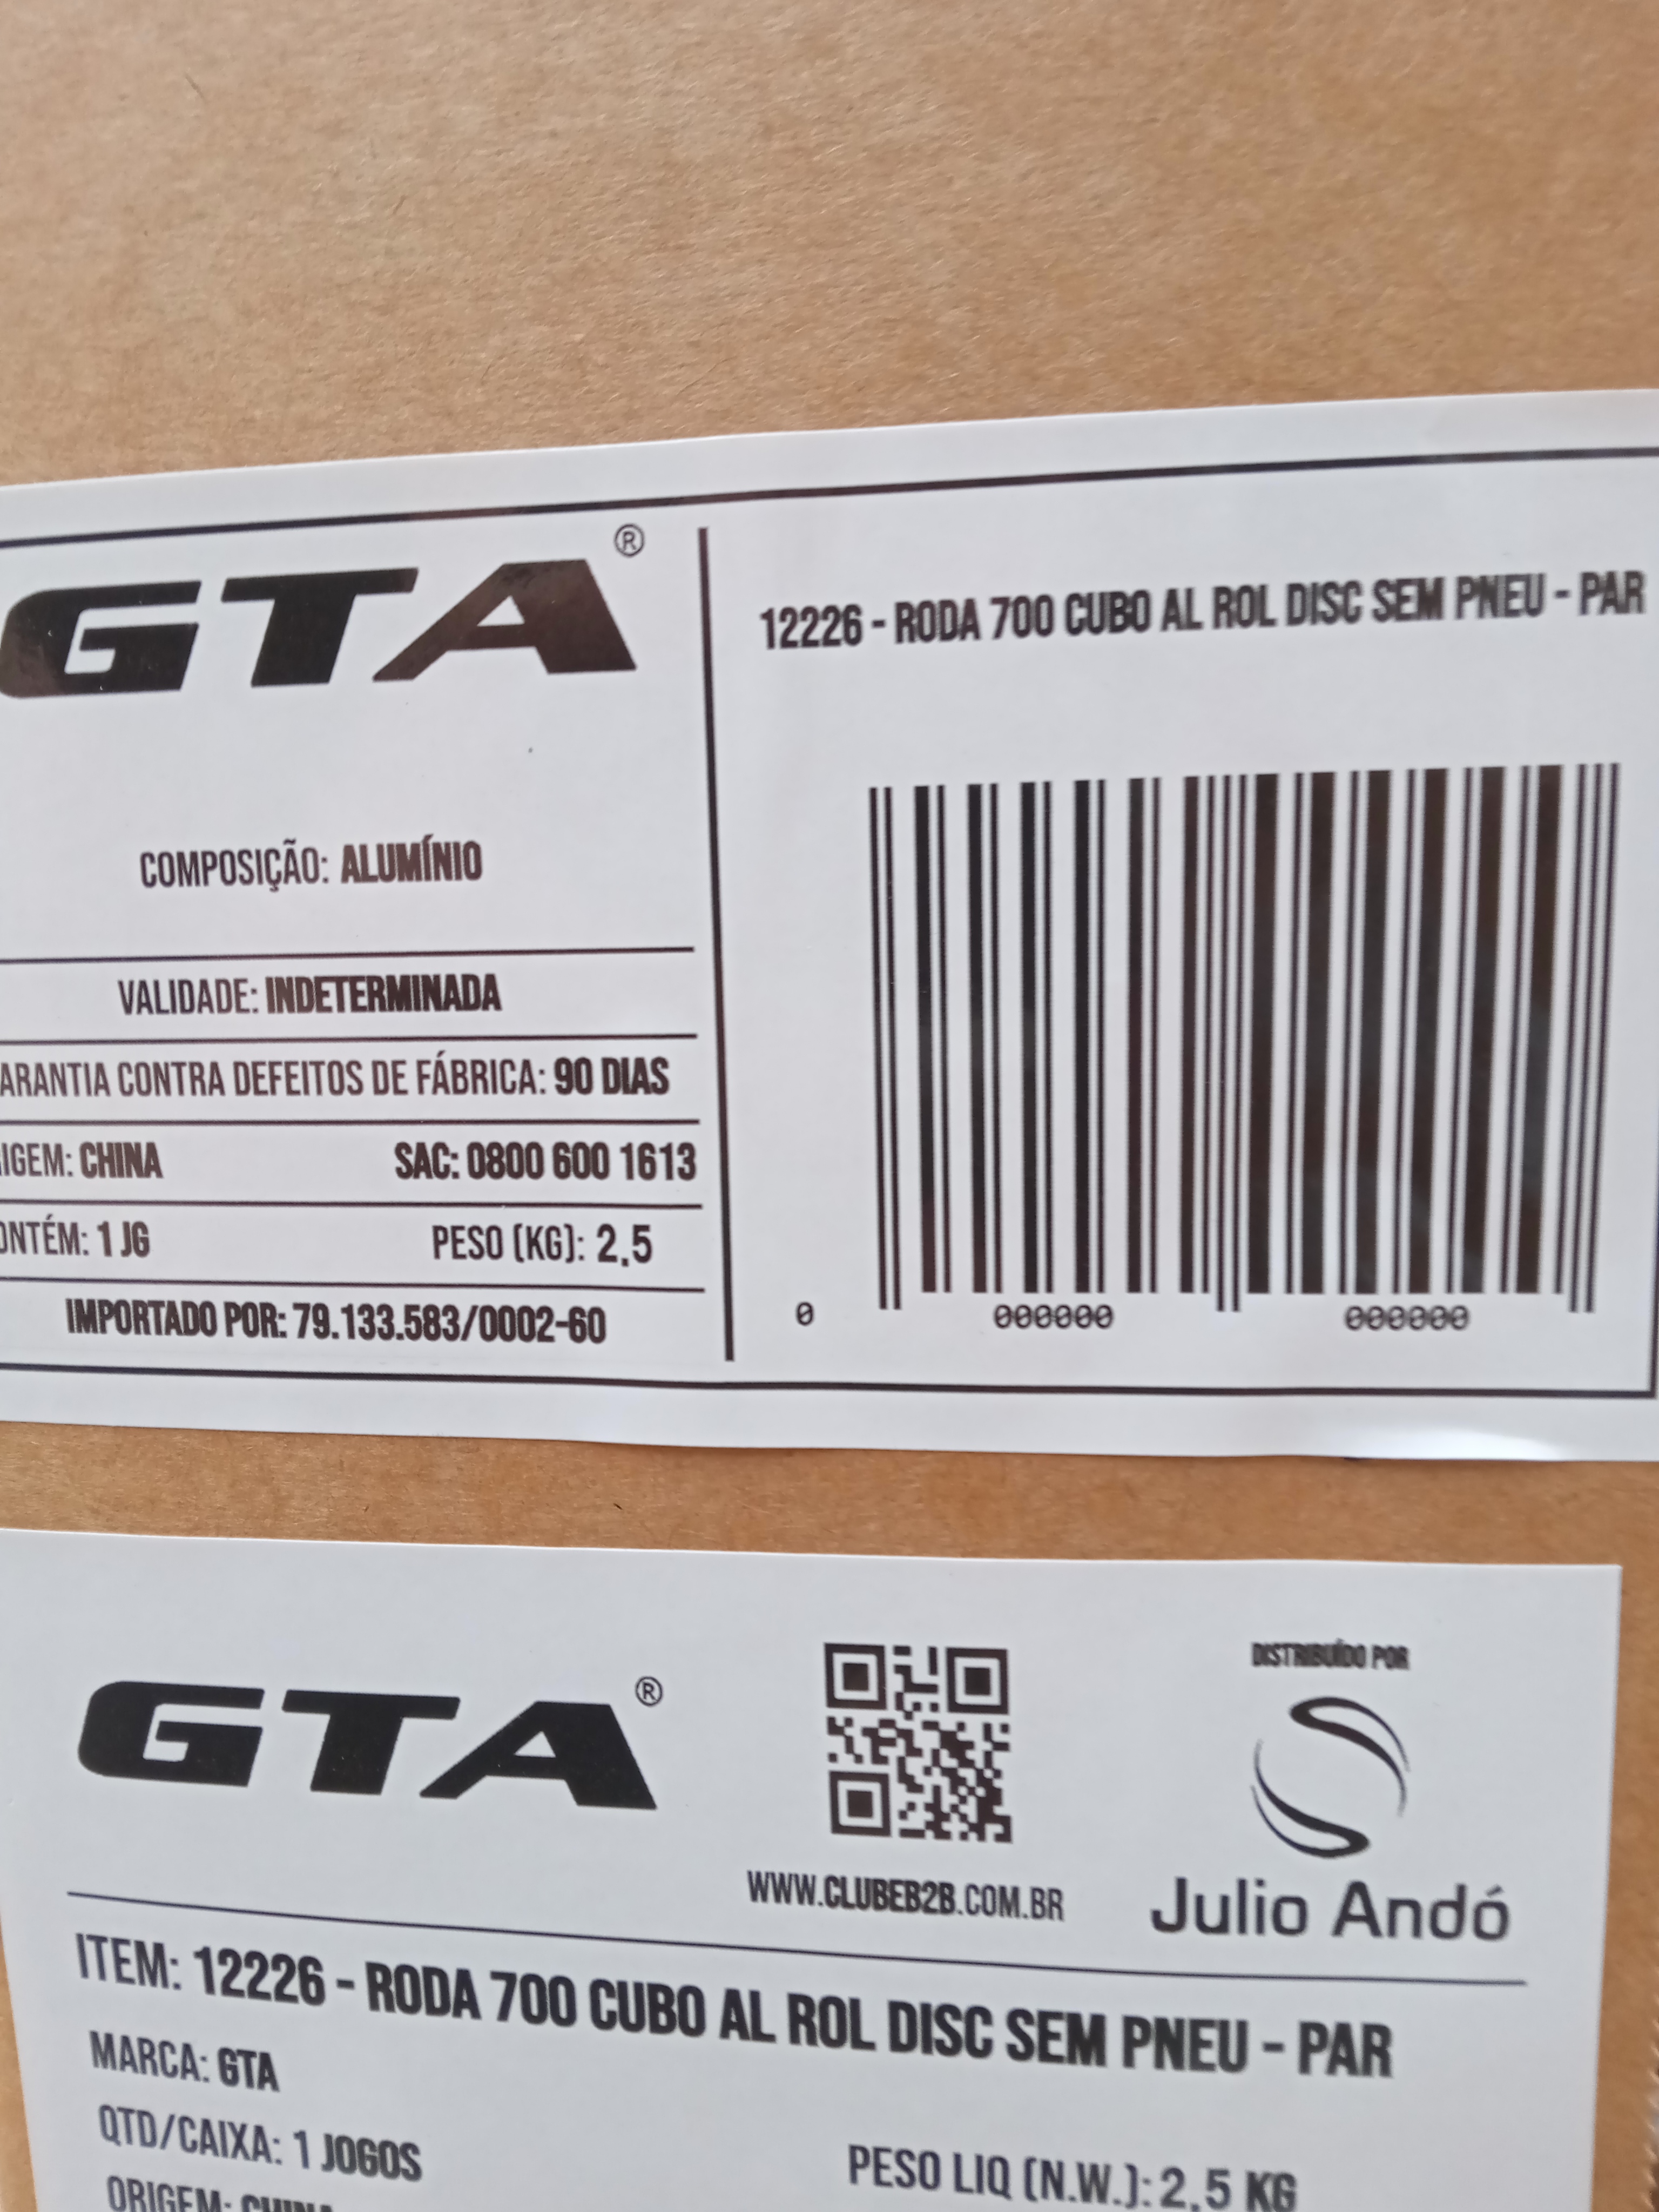 GTA®
12226 - RODA 700 CUBO AL ROL DISC SEM PNEU - PAR
COMPOSIÇÃO: ALUMÍNIO
VALIDADE: INDETERMINADA
ARANTIA CONTRA DEFEITOS DE FÁBRICA: 90 DIAS
IGEM: CHINA SAC: 0800 600 1613
ONTÉM: 1 JG PESO (KG): 2,5
IMPORTADO POR: 79.133.583/0002-60
0 000000 000000
GTA®
WWW.CLUBEB2B.COM.BR
DISTRIBUÍDO POR
Julio Andó
ITEM: 12226 - RODA 700 CUBO AL ROL DISC SEM PNEU - PAR
MARCA: GTA
QTD/CAIXA: 1 JOGOS
PESO LIQ (N.W.): 2,5 KG
ORIGEM: CHINA